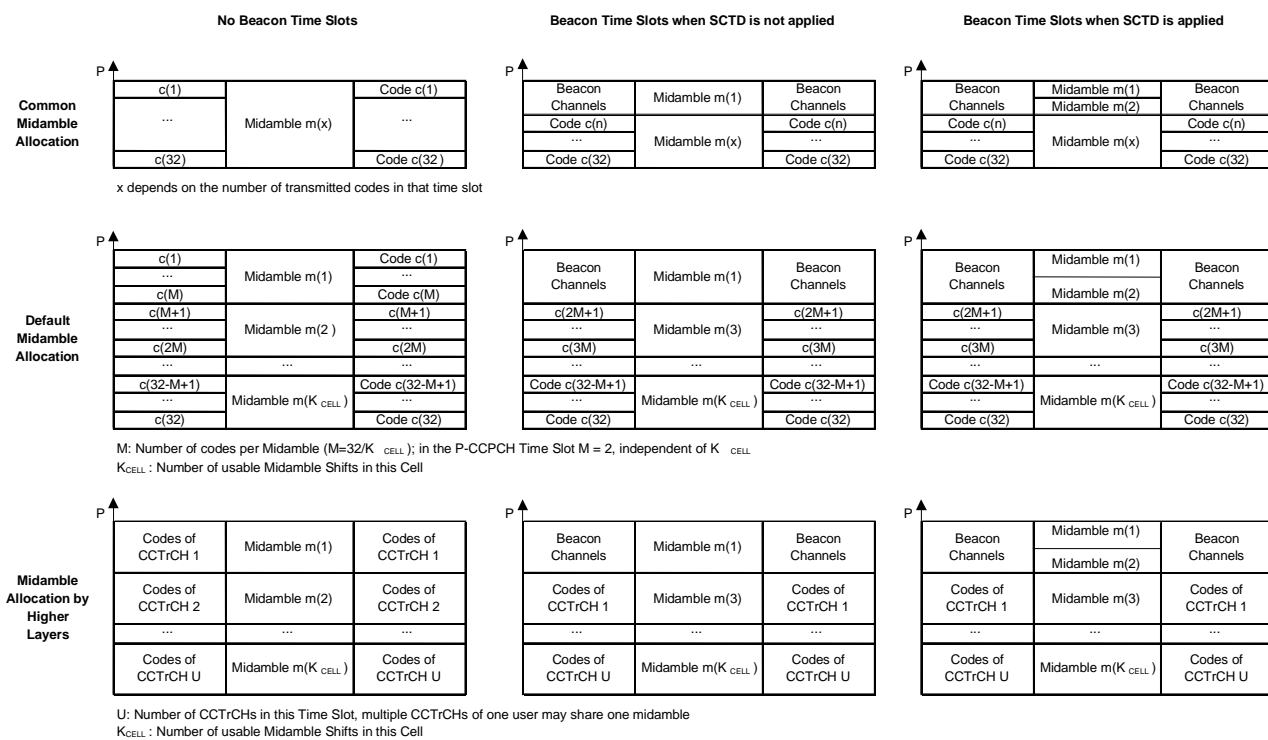 No Beacon Time Slots
Beacon Time Slots when SCTD is not applied
Beacon Time Slots when SCTD is applied
Common
Midamble
Allocation
P
c(1)
...
c(32)
Midamble m(x)
Code c(1)
...
Code c(32)
P
Beacon
Channels
Code c(n)
...
Code c(32)
Midamble m(1)
Midamble m(x)
Beacon
Channels
Code c(n)
...
Code c(32)
P
Beacon
Channels
Code c(n)
...
Code c(32)
Midamble m(1)
Midamble m(2)
Midamble m(x)
Beacon
Channels
Code c(n)
...
Code c(32)
x depends on the number of transmitted codes in that time slot
Default
Midamble
Allocation
P
c(1)
...
c(M)
c(M+1)
...
c(2M)
...
c(32-M+1)
...
c(32)
Midamble m(1)
Midamble m(2)
...
Midamble m(K CELL)
Code c(1)
...
Code c(M)
c(M+1)
...
c(2M)
...
Code c(32-M+1)
...
Code c(32)
P
Beacon
Channels
c(2M+1)
...
c(3M)
...
Code c(32-M+1)
...
Code c(32)
Midamble m(1)
Midamble m(3)
...
Midamble m(K CELL)
Beacon
Channels
c(2M+1)
...
c(3M)
...
Code c(32-M+1)
...
Code c(32)
P
Beacon
Channels
c(2M+1)
...
c(3M)
...
Code c(32-M+1)
...
Code c(32)
Midamble m(1)
Midamble m(2)
Midamble m(3)
...
Midamble m(K CELL)
Beacon
Channels
c(2M+1)
...
c(3M)
...
Code c(32-M+1)
...
Code c(32)
M: Number of codes per Midamble (M=32/K CELL); in the P-CCPCH Time Slot M = 2, independent of K CELL
KCELL : Number of usable Midamble Shifts in this Cell
Midamble
Allocation by
Higher
Layers
P
Codes of
CCTrCH 1
Codes of
CCTrCH 2
...
Codes of
CCTrCH U
Midamble m(1)
Midamble m(2)
...
Midamble m(K CELL)
Codes of
CCTrCH 1
Codes of
CCTrCH 2
...
Codes of
CCTrCH U
P
Beacon
Channels
Codes of
CCTrCH 1
...
Codes of
CCTrCH U
Midamble m(1)
Midamble m(3)
...
Midamble m(K CELL)
Beacon
Channels
Codes of
CCTrCH 1
...
Codes of
CCTrCH U
P
Beacon
Channels
Codes of
CCTrCH 1
...
Codes of
CCTrCH U
Midamble m(1)
Midamble m(2)
Midamble m(3)
...
Midamble m(K CELL)
Beacon
Channels
Codes of
CCTrCH 1
...
Codes of
CCTrCH U
U: Number of CCTrCHs in this Time Slot, multiple CCTrCHs of one user may share one midamble
KCELL : Number of usable Midamble Shifts in this Cell